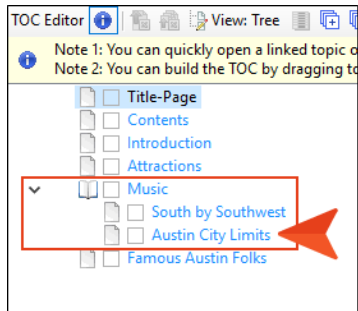 TOC Editor View: Tree
Note 1: You can quickly open a linked topic o
Note 2: You can build the TOC by dragging to
Title-Page
Contents
Introduction
Attractions
Music
South by Southwest
Austin City Limits
Famous Austin Folks